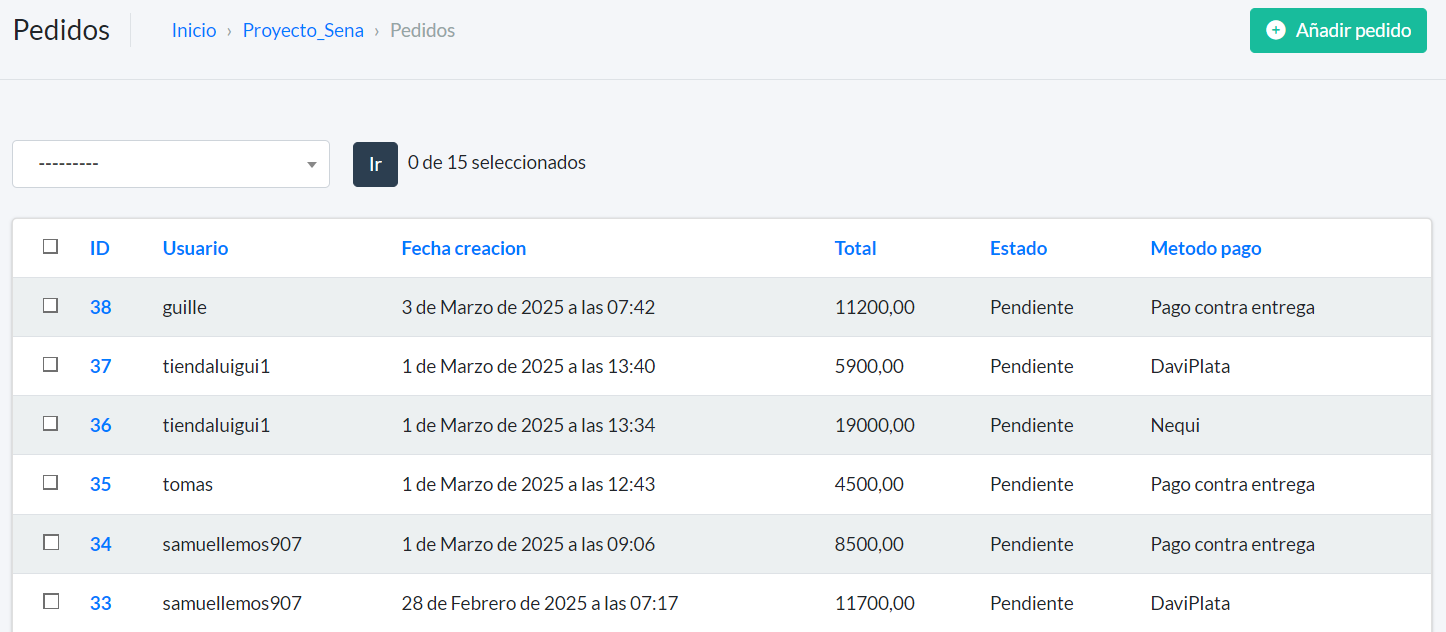 Pedidos Inicio › Proyecto_Sena › Pedidos Añadir pedido
--------- Ir 0 de 15 seleccionados
ID Usuario Fecha creacion Total Estado Metodo pago
38 guille 3 de Marzo de 2025 a las 07:42 11200,00 Pendiente Pago contra entrega
37 tiendaluigui1 1 de Marzo de 2025 a las 13:40 5900,00 Pendiente DaviPlata
36 tiendaluigui1 1 de Marzo de 2025 a las 13:34 19000,00 Pendiente Nequi
35 tomas 1 de Marzo de 2025 a las 12:43 4500,00 Pendiente Pago contra entrega
34 samuellemos907 1 de Marzo de 2025 a las 09:06 8500,00 Pendiente Pago contra entrega
33 samuellemos907 28 de Febrero de 2025 a las 07:17 11700,00 Pendiente DaviPlata